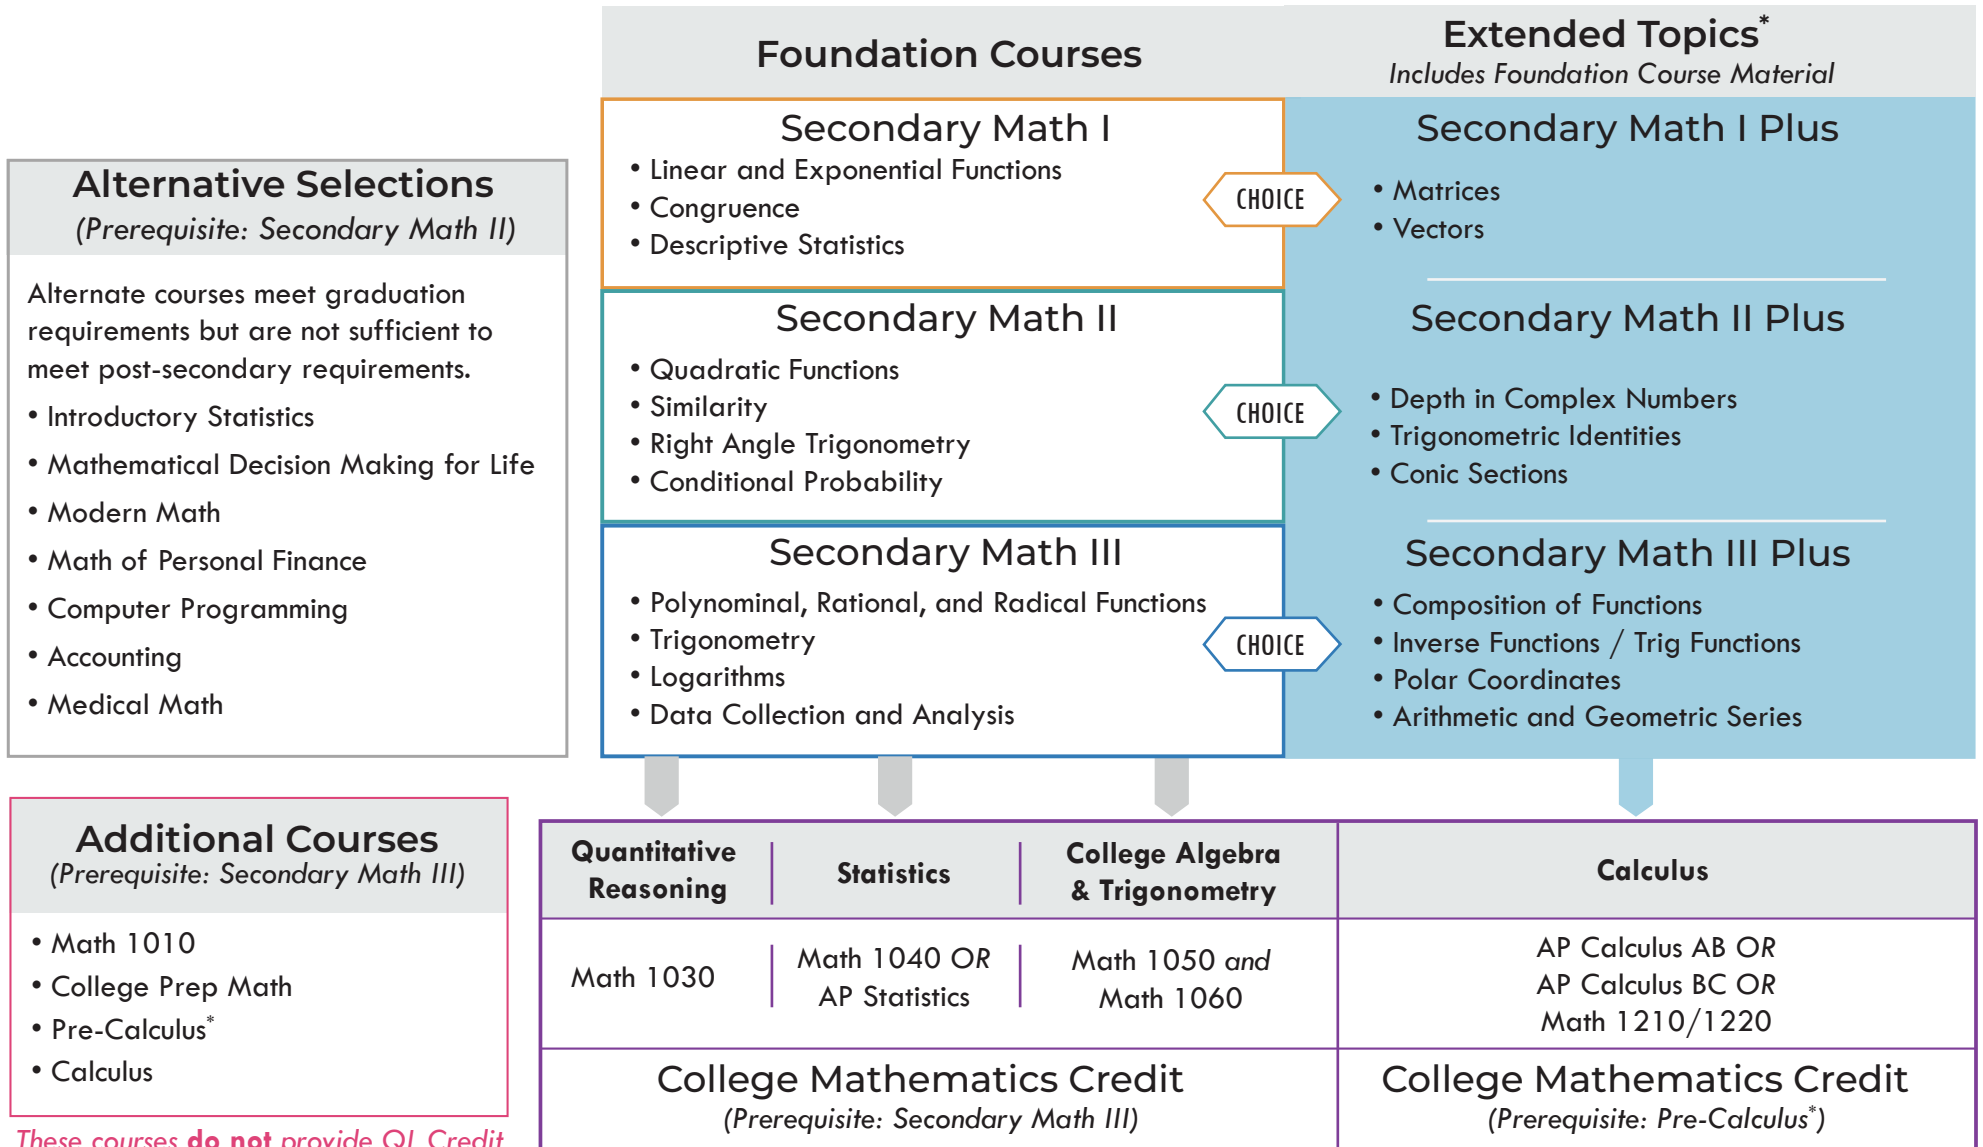 Foundation Courses
Extended Topics*
Includes Foundation Course Material
Secondary Math I
• Linear and Exponential Functions
• Congruence
• Descriptive Statistics
CHOICE
Secondary Math I Plus
• Matrices
• Vectors
Secondary Math II
• Quadratic Functions
• Similarity
• Right Angle Trigonometry
• Conditional Probability
CHOICE
Secondary Math II Plus
• Depth in Complex Numbers
• Trigonometric Identities
• Conic Sections
Secondary Math III
• Polynominal, Rational, and Radical Functions
• Trigonometry
• Logarithms
• Data Collection and Analysis
CHOICE
Secondary Math III Plus
• Composition of Functions
• Inverse Functions / Trig Functions
• Polar Coordinates
• Arithmetic and Geometric Series
Alternative Selections
(Prerequisite: Secondary Math II)
Alternate courses meet graduation
requirements but are not sufficient to
meet post-secondary requirements.
• Introductory Statistics
• Mathematical Decision Making for Life
• Modern Math
• Math of Personal Finance
• Computer Programming
• Accounting
• Medical Math
Additional Courses
(Prerequisite: Secondary Math III)
• Math 1010
• College Prep Math
• Pre-Calculus*
• Calculus
These courses do not provide QL Credit
Quantitative
Reasoning
Statistics
College Algebra
& Trigonometry
Calculus
Math 1030
Math 1040 OR
AP Statistics
Math 1050 and
Math 1060
AP Calculus AB OR
AP Calculus BC OR
Math 1210/1220
College Mathematics Credit
(Prerequisite: Secondary Math III)
College Mathematics Credit
(Prerequisite: Pre-Calculus*)